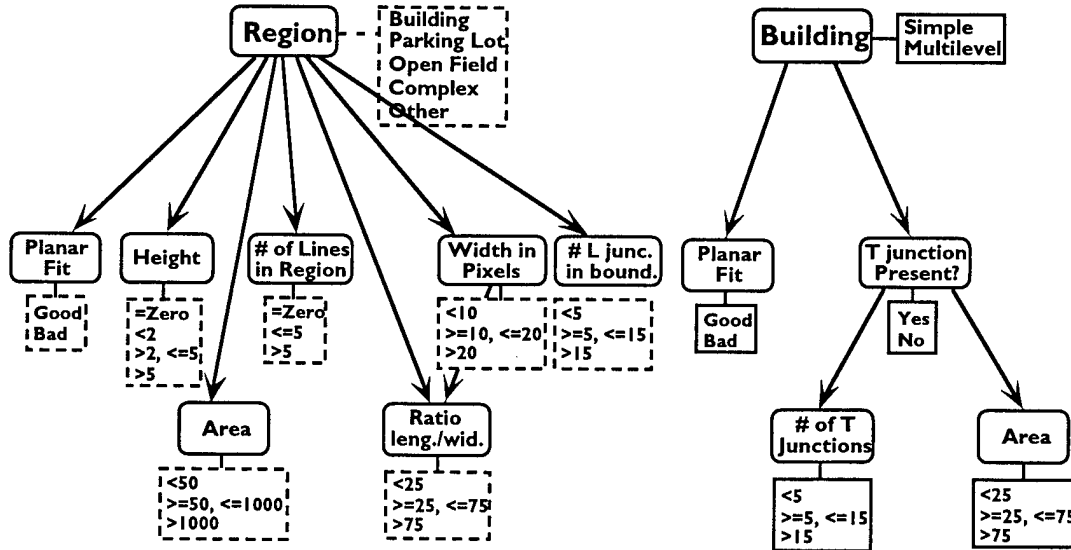 Region
Building
Parking Lot
Open Field
Complex
Other
Planar
Fit
Good
Bad
Height
=Zero
<2
>2, <=5
>5
# of Lines
in Region
=Zero
<=5
>5
Width in
Pixels
<10
>=10, <=20
>20
# L junc.
in bound.
<5
>=5, <=15
>15
Area
<50
>=50, <=1000
>1000
Ratio
leng./wid.
<25
>=25, <=75
>75
Building
Simple
Multilevel
Planar
Fit
Good
Bad
T junction
Present?
Yes
No
# of T
Junctions
<5
>=5, <=15
>15
Area
<25
>=25, <=75
>75